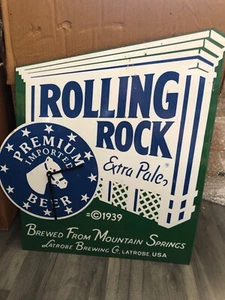 ROLLING
ROCK
Extra Pale
PREMIUM
IMPORTED
BEER
=©1939
BREWED FROM MOUNTAIN SPRINGS
LATROBE BREWING CO. LATROBE, USA